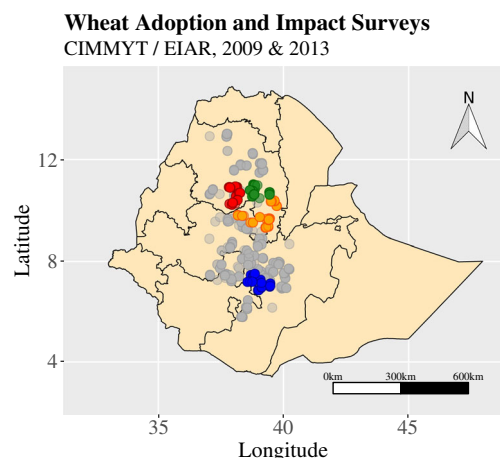 Wheat Adoption and Impact Surveys
CIMMYT / EIAR, 2009 & 2013
N
12
8
4
Latitude
0km 300km 600km
35 40 45
Longitude